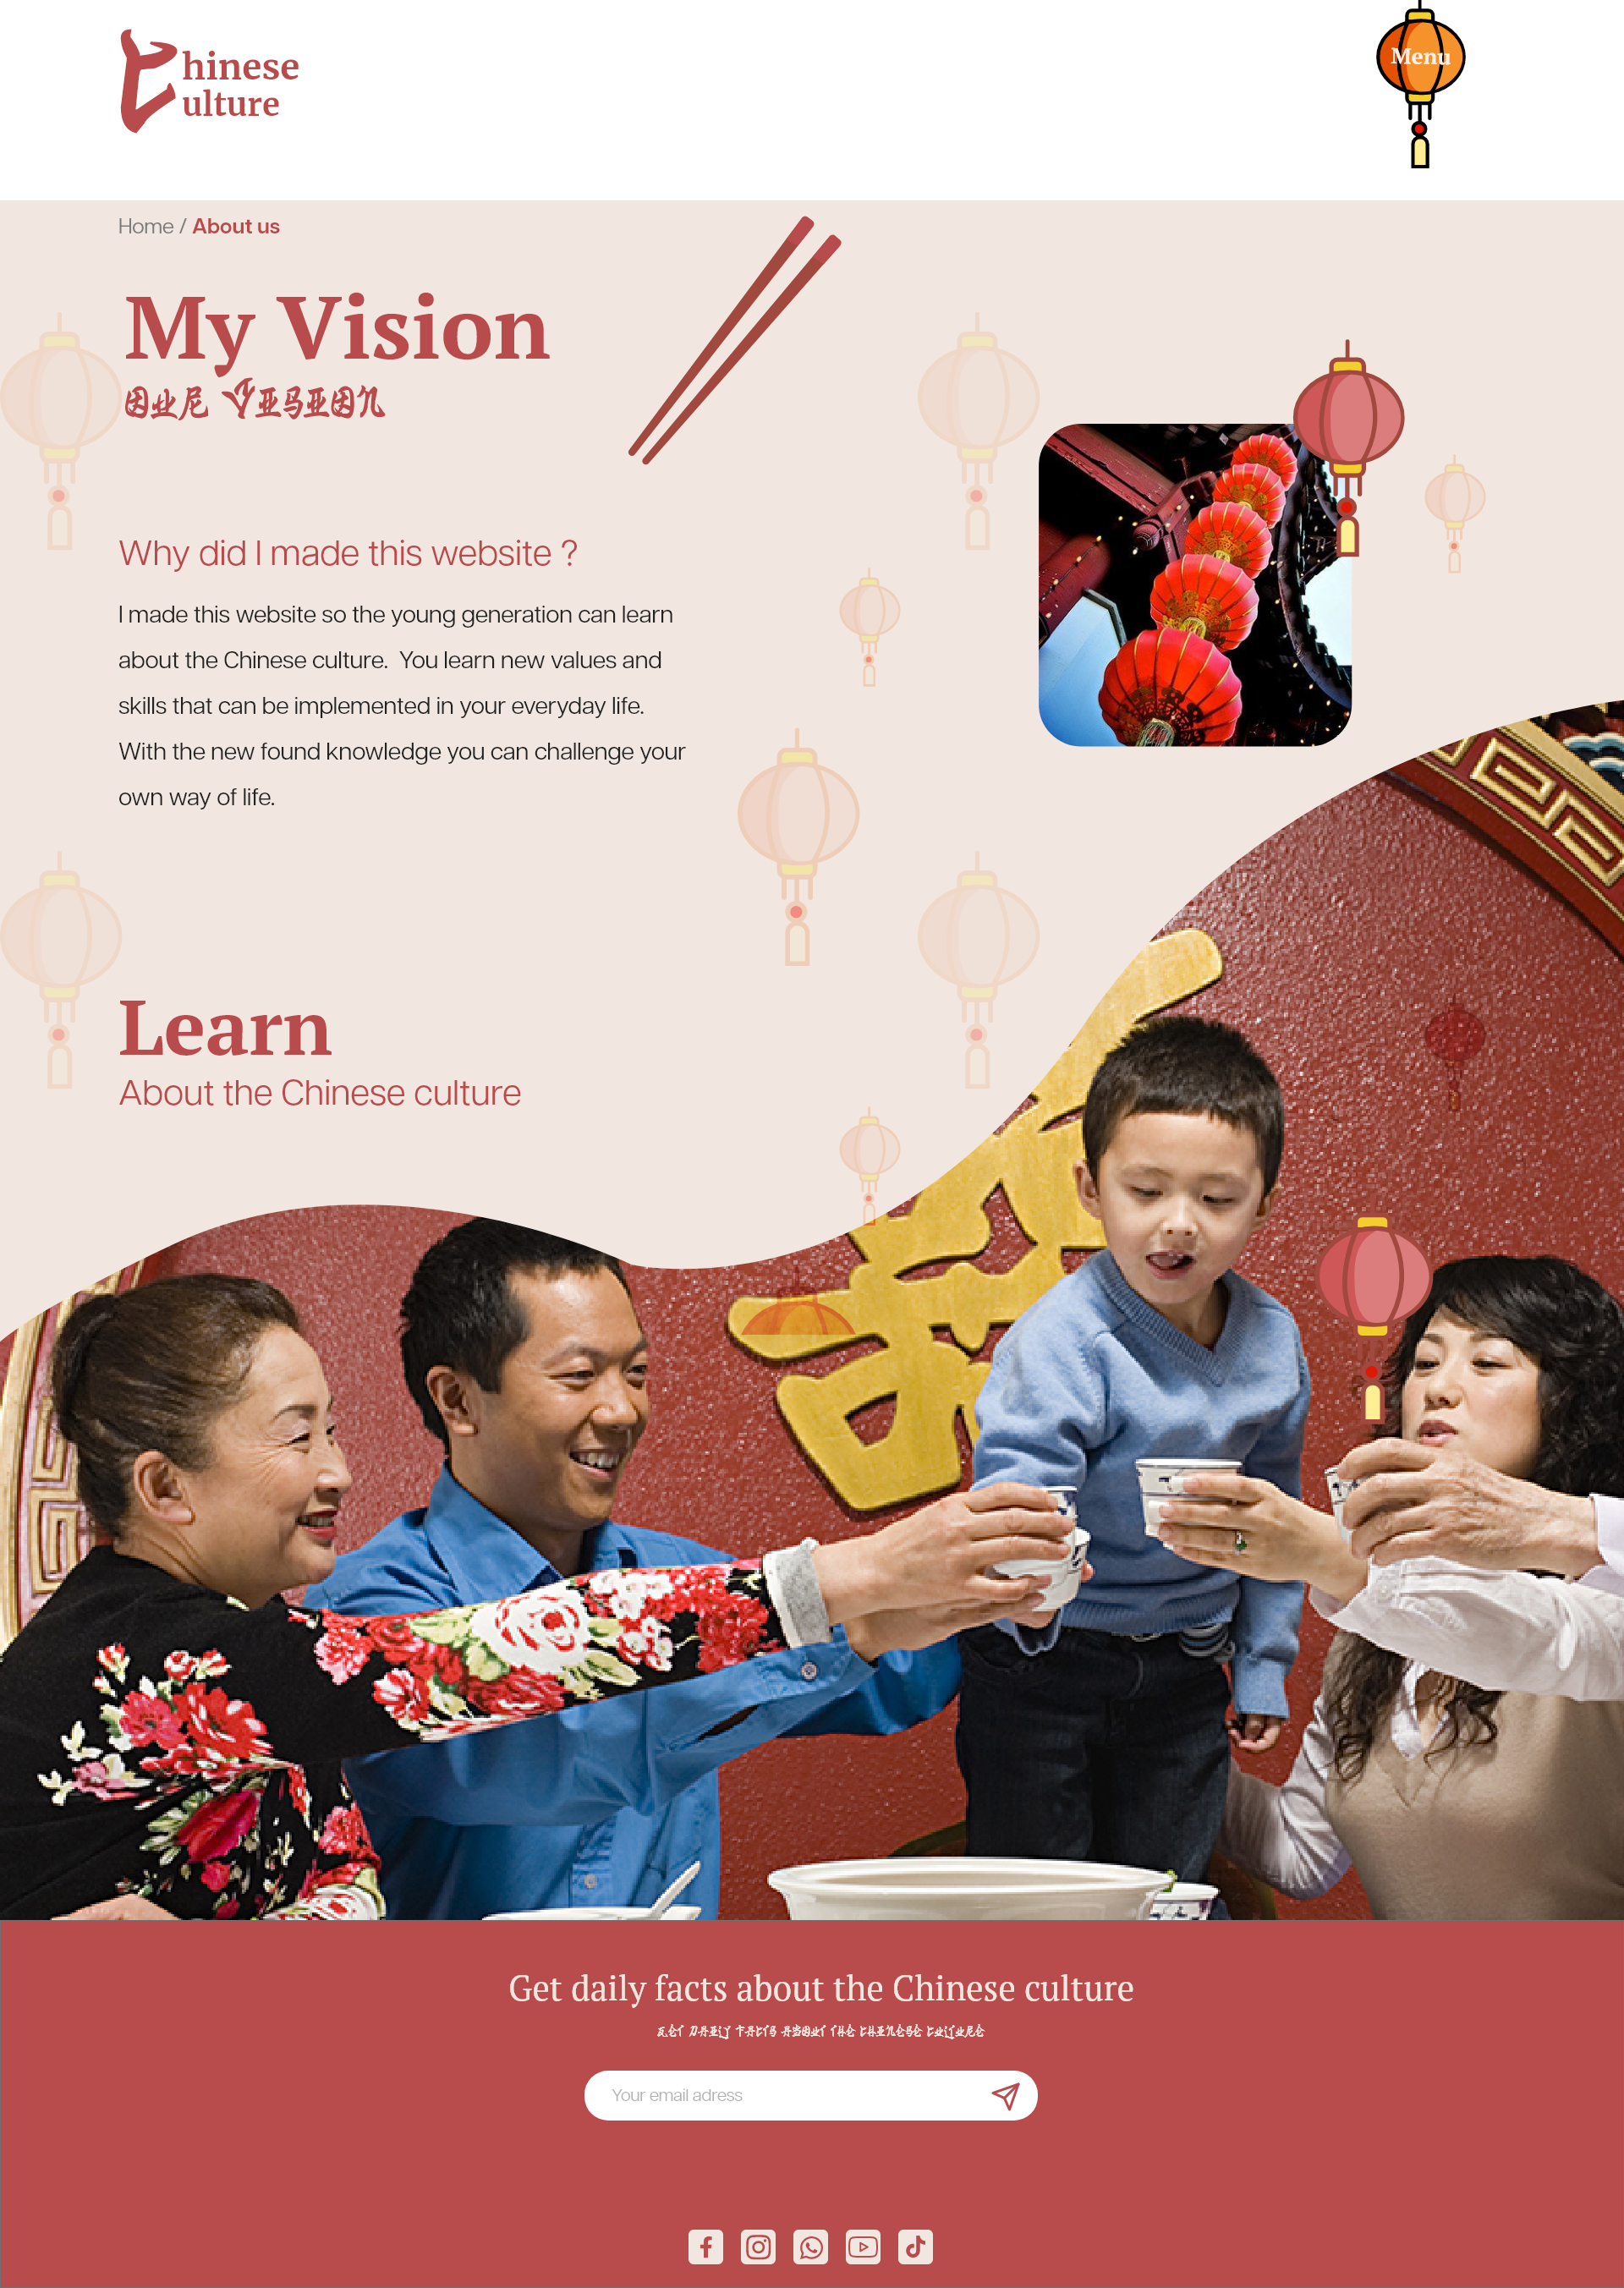 Chinese
Culture
Menu
Home / About us
My Vision
Why did I made this website ?
I made this website so the young generation can learn
about the Chinese culture.  You learn new values and
skills that can be implemented in your everyday life.
With the new found knowledge you can challenge your
own way of life.
Learn
About the Chinese culture
Get daily facts about the Chinese culture
Your email adress